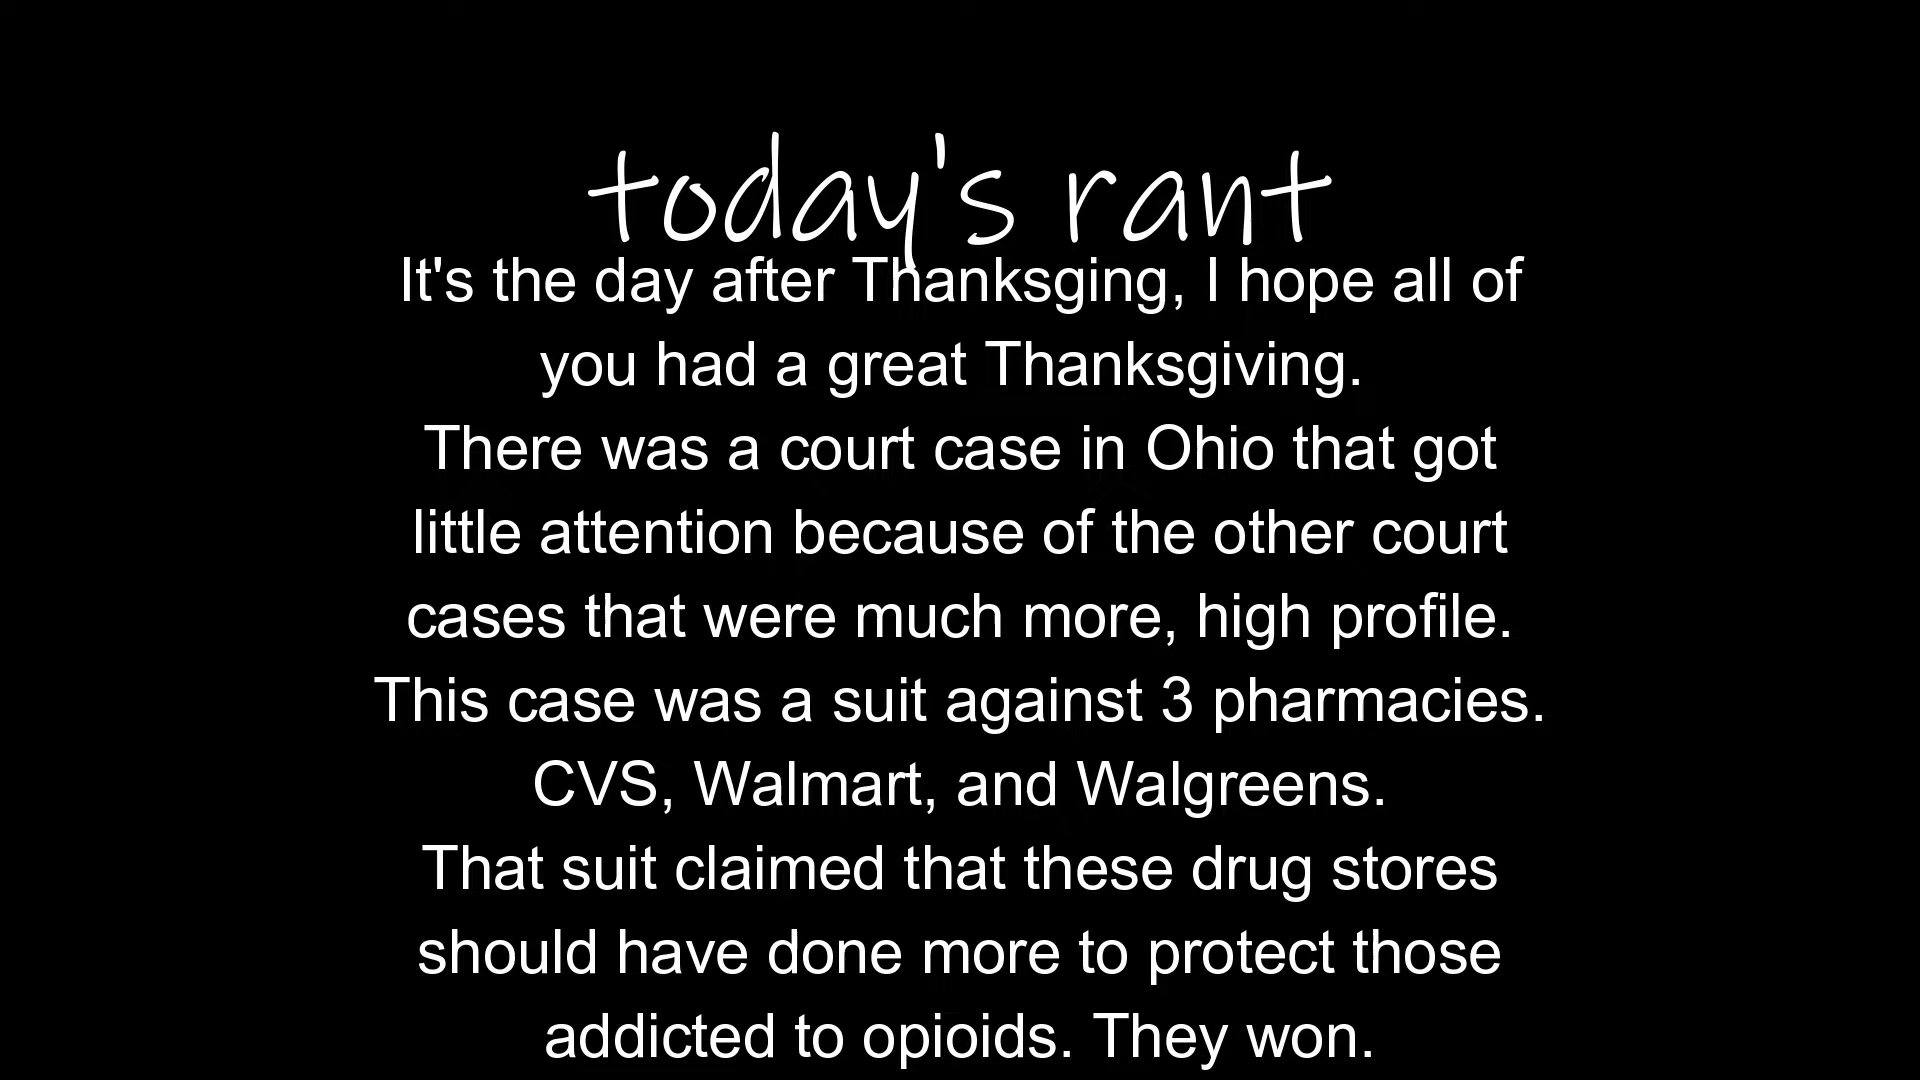 today's rant
It's the day after Thanksging, I hope all of
you had a great Thanksgiving.
There was a court case in Ohio that got
little attention because of the other court
cases that were much more, high profile.
This case was a suit against 3 pharmacies.
CVS, Walmart, and Walgreens.
That suit claimed that these drug stores
should have done more to protect those
addicted to opioids. They won.